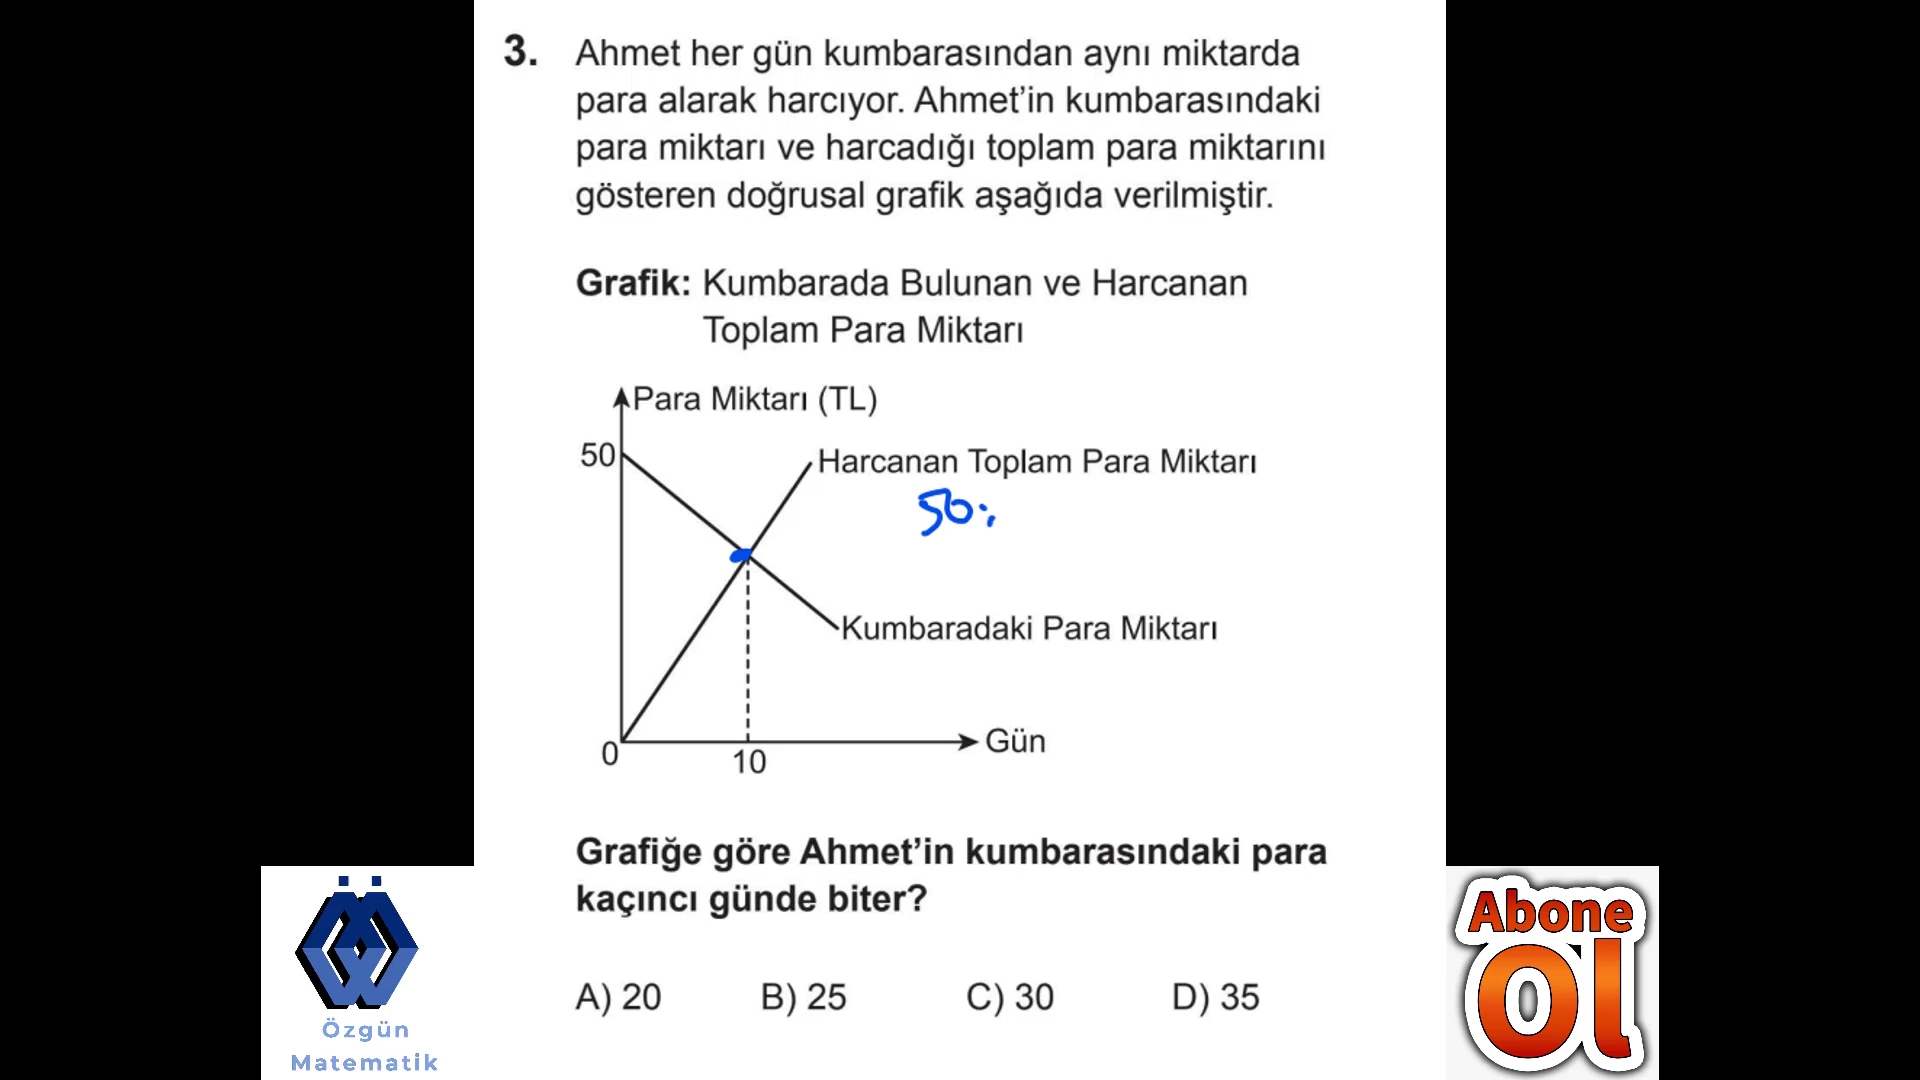 3. Ahmet her gün kumbarasından aynı miktarda
para alarak harcıyor. Ahmet’in kumbarasındaki
para miktarı ve harcadığı toplam para miktarını
gösteren doğrusal grafik aşağıda verilmiştir.
Grafik: Kumbarada Bulunan ve Harcanan
Toplam Para Miktarı
Para Miktarı (TL)
50
Harcanan Toplam Para Miktarı
50:
Kumbaradaki Para Miktarı
0
10
Gün
Grafiğe göre Ahmet’in kumbarasındaki para
kaçıncı günde biter?
A) 20 B) 25 C) 30 D) 35
Özgün
Matematik
Abone
Ol